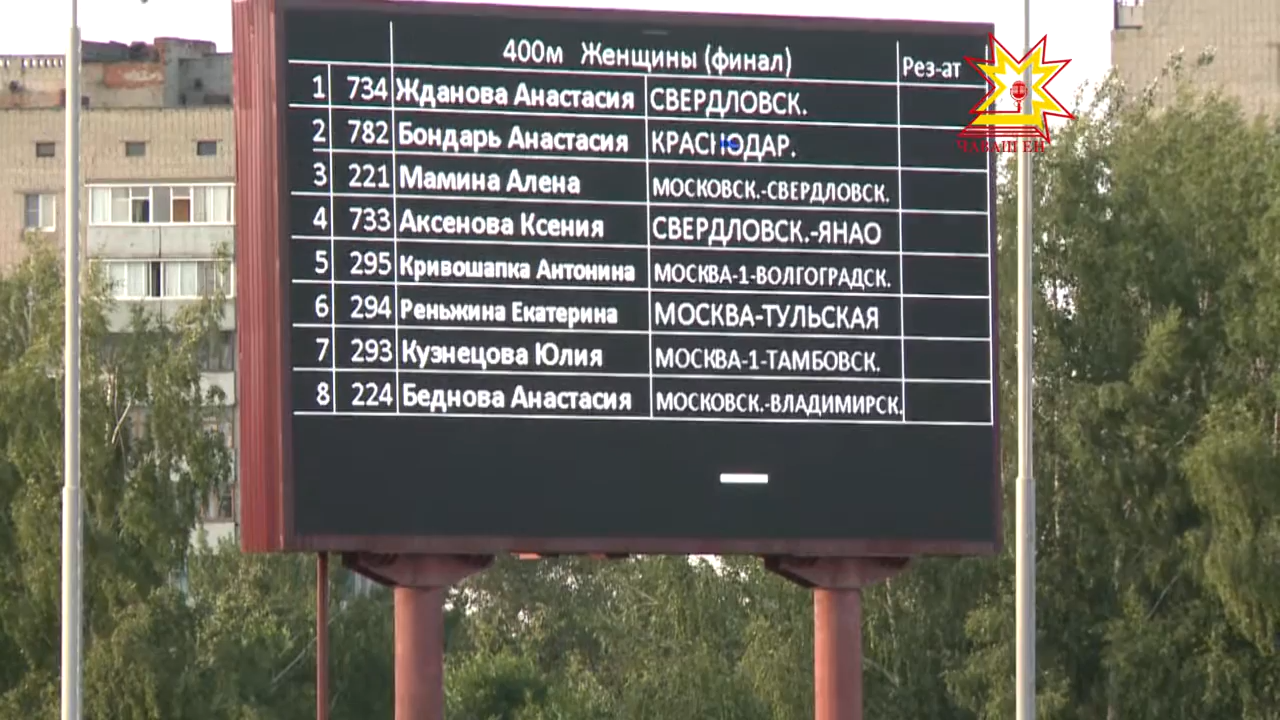 400м Женщины (финал) Рез-ат
1 734 Жданова Анастасия СВЕРДЛОВСК.
2 782 Бондарь Анастасия КРАСНОДАР.
3 221 Мамина Алена МОСКОВСК.-СВЕРДЛОВСК.
4 733 Аксенова Ксения СВЕРДЛОВСК.-ЯНАО
5 295 Кривошапка Антонина МОСКВА-1-ВОЛГОГРАДСК.
6 294 Реньжина Екатерина МОСКВА-ТУЛЬСКАЯ
7 293 Кузнецова Юлия МОСКВА-1-ТАМБОВСК.
8 224 Беднова Анастасия МОСКОВСК.-ВЛАДИМИРСК.
ЧӐВАШ ЕН